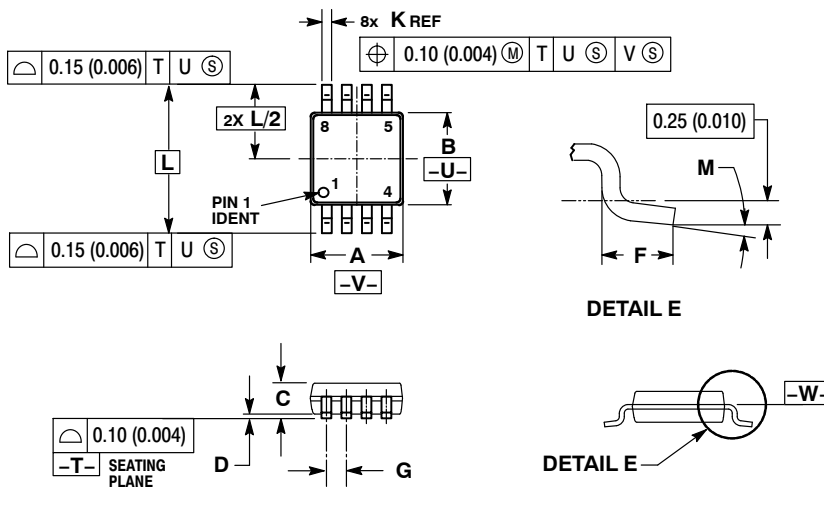 8x K REF
⌖ 0.10 (0.004) Ⓜ T U Ⓢ V Ⓢ
⌓ 0.15 (0.006) T U Ⓢ
2X L/2
8 5
B
–U–
L
PIN 1
IDENT
1
4
⌓ 0.15 (0.006) T U Ⓢ
A
–V–
0.25 (0.010)
M
F
DETAIL E
C
⌓ 0.10 (0.004)
–T– SEATING
PLANE
D
G
–W–
DETAIL E